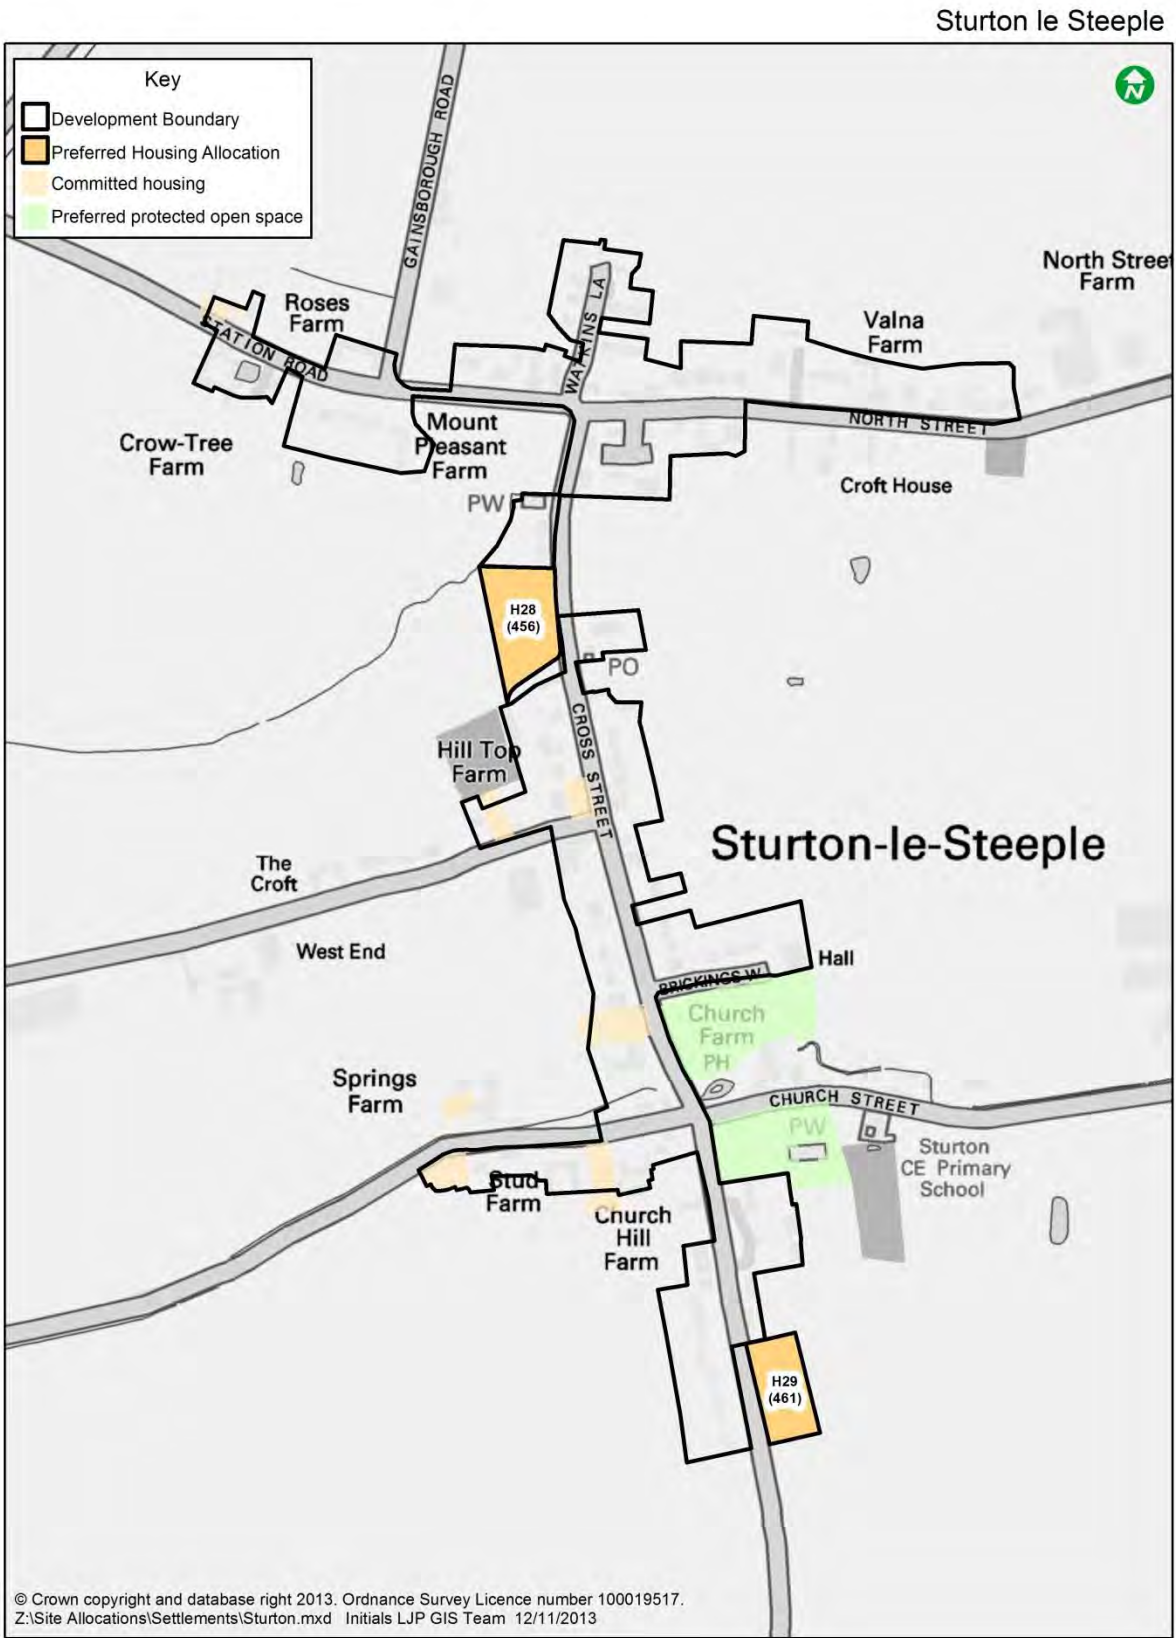 Sturton le Steeple
Key
Development Boundary
Preferred Housing Allocation
Committed housing
Preferred protected open space
N
GAINSBOROUGH ROAD
North Street
Farm
Roses
Farm
STATION ROAD
WATKINS LA
Valna
Farm
Mount
Pleasant
Farm
NORTH STREET
Crow-Tree
Farm
Croft House
PW
H28
(456)
PO
CROSS STREET
Hill Top
Farm
Sturton-le-Steeple
The
Croft
West End
Hall
BRICKINGS W
Church
Farm
PH
Springs
Farm
CHURCH STREET
PW
Sturton
CE Primary
School
Stud
Farm
Church
Hill
Farm
H29
(461)
© Crown copyright and database right 2013. Ordnance Survey Licence number 100019517.
Z:\Site Allocations\Settlements\Sturton.mxd Initials LJP GIS Team 12/11/2013